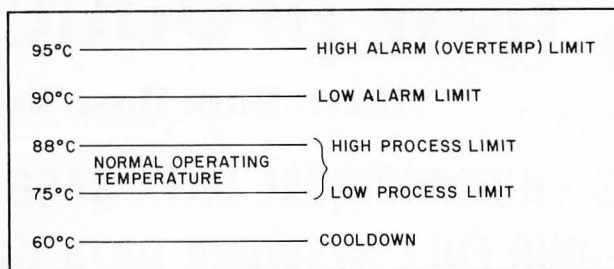 95°C HIGH ALARM (OVERTEMP) LIMIT
90°C LOW ALARM LIMIT
88°C HIGH PROCESS LIMIT
NORMAL OPERATING
TEMPERATURE
75°C LOW PROCESS LIMIT
60°C COOLDOWN